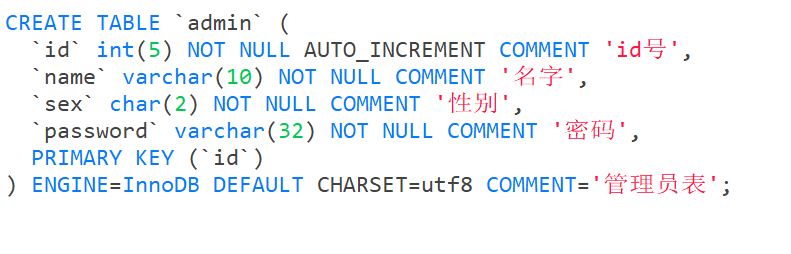 CREATE TABLE `admin` (
  `id` int(5) NOT NULL AUTO_INCREMENT COMMENT 'id号',
  `name` varchar(10) NOT NULL COMMENT '名字',
  `sex` char(2) NOT NULL COMMENT '性别',
  `password` varchar(32) NOT NULL COMMENT '密码',
  PRIMARY KEY (`id`)
) ENGINE=InnoDB DEFAULT CHARSET=utf8 COMMENT='管理员表';